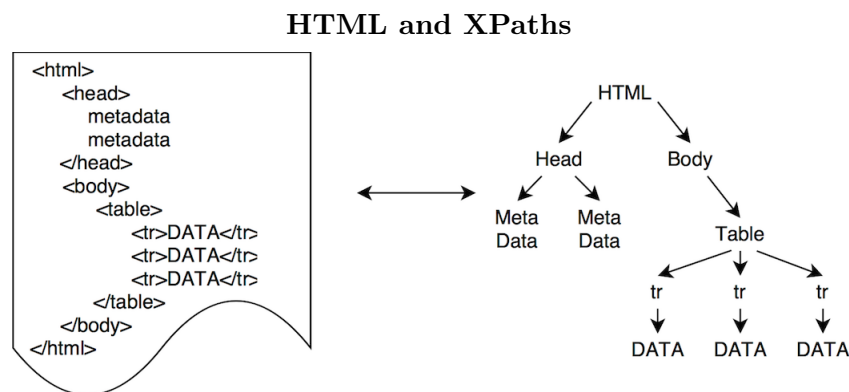 HTML and XPaths
<html>
<head>
metadata
metadata
</head>
<body>
<table>
<tr>DATA</tr>
<tr>DATA</tr>
<tr>DATA</tr>
</table>
</body>
</html>
HTML
Head Body
Meta Data Meta Data
Table
tr tr tr
DATA DATA DATA